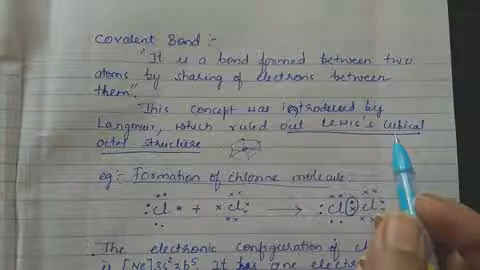 Covalent Bond :-
"It is a bond formed between two
atoms by sharing of electrons between
them".
This concept was introduced by
Langmuir, which ruled out Lewis's Cubical
octet structure
eg:- Formation of chlorine molecule:
Cl + Cl → Cl Cl
The electronic configuration of
is [Ne]3s²3p⁵. It has one